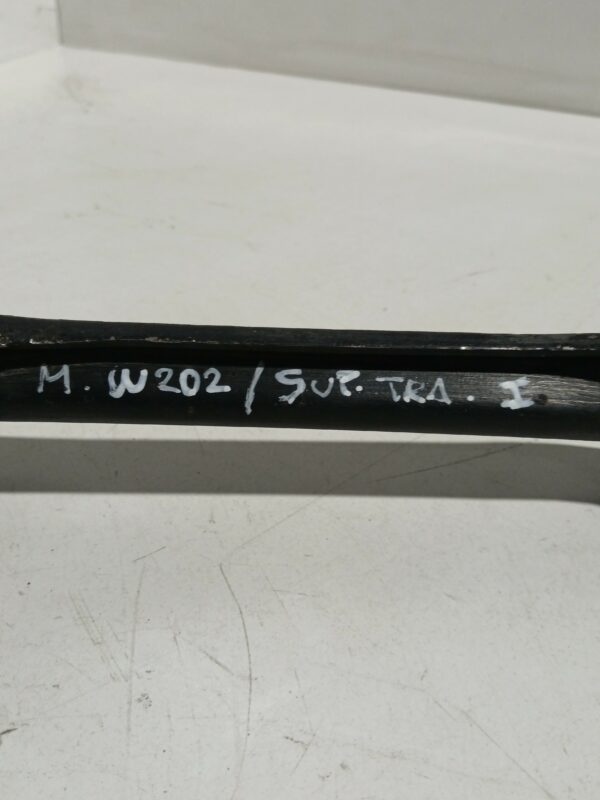 M. W202 / SUP. TRA. I